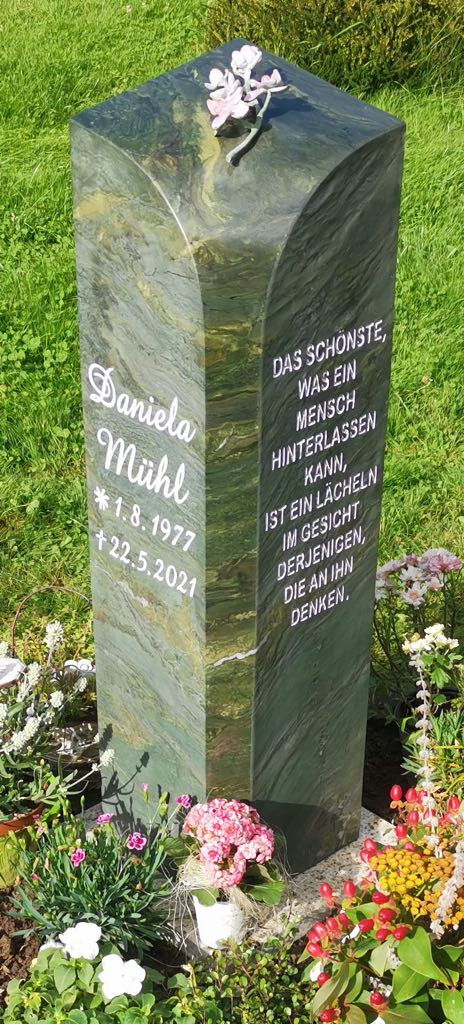 Daniela
Mühl
* 1.8.1977
† 22.5.2021
DAS SCHÖNSTE,
WAS EIN
MENSCH
HINTERLASSEN
KANN,
IST EIN LÄCHELN
IM GESICHT
DERJENIGEN,
DIE AN IHN
DENKEN.